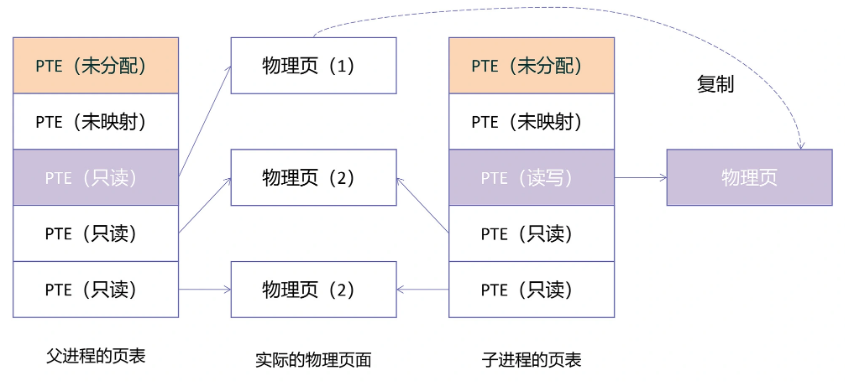 PTE（未分配）
物理页（1）
PTE（未分配）
复制
PTE（未映射）
PTE（未映射）
PTE（只读）
物理页（2）
PTE（读写）
物理页
PTE（只读）
PTE（只读）
PTE（只读）
物理页（2）
PTE（只读）
父进程的页表
实际的物理页面
子进程的页表